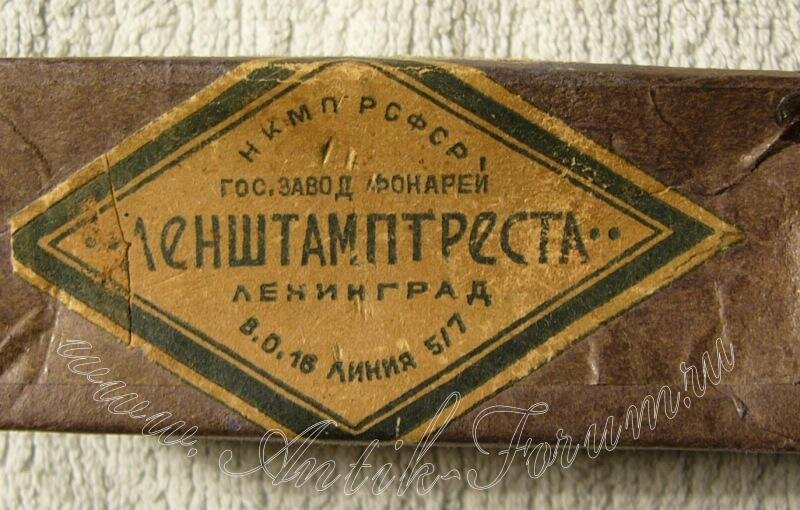 НКМП РСФСР
ГОС. ЗАВОД ФОНАРЕЙ
ЛЕНШТАМПТРЕСТА
ЛЕНИНГРАД
В.О. 16 ЛИНИЯ 5/7
www.Antik-Forum.ru